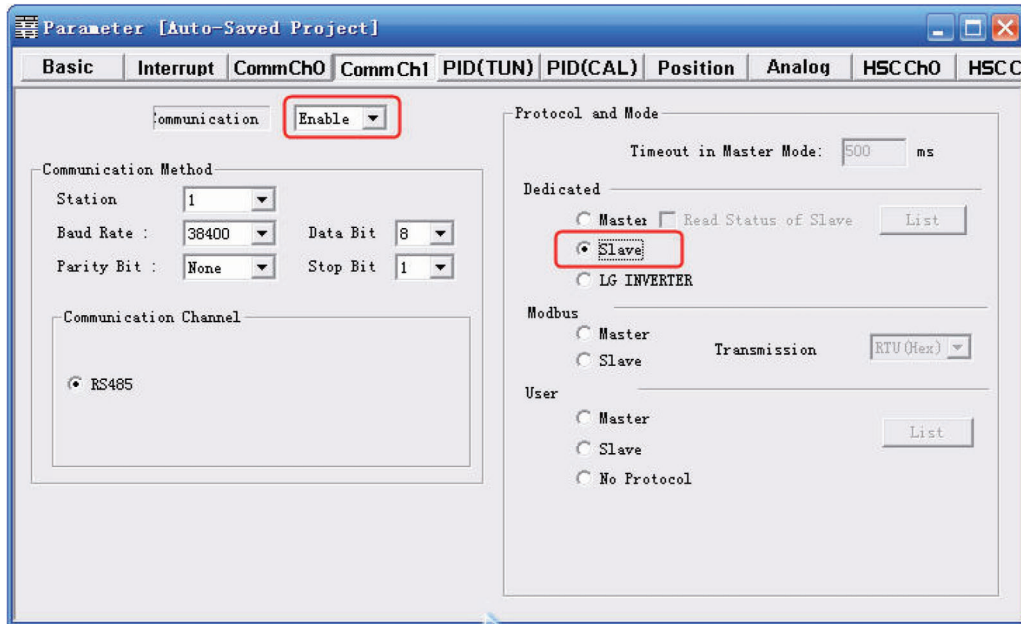 Parameter [Auto-Saved Project]
Basic Interrupt CommCh0 CommCh1 PID(TUN) PID(CAL) Position Analog HSC Ch0 HSC C
ommunication Enable
Communication Method
Station 1
Baud Rate : 38400 Data Bit 8
Parity Bit : None Stop Bit 1
Communication Channel
RS485
Protocol and Mode
Timeout in Master Mode: 500 ms
Dedicated
Master Read Status of Slave List
Slave
LG INVERTER
Modbus
Master
Slave
Transmission RTU(Hex)
User
Master
Slave
No Protocol
List